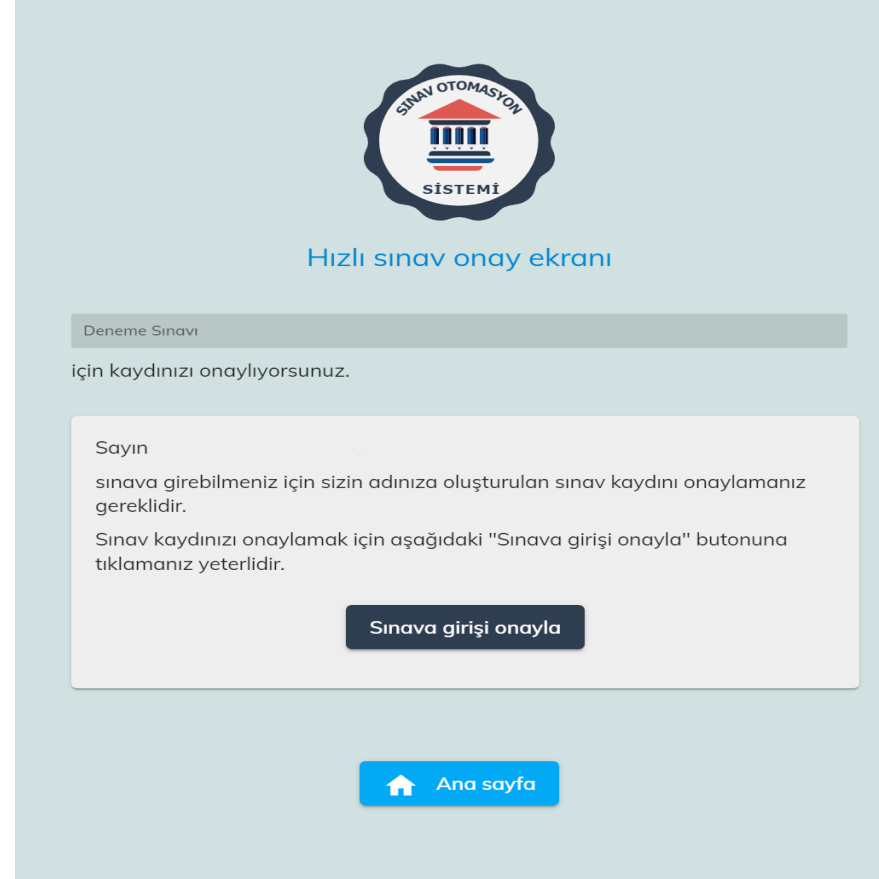 SINAV OTOMASYON
SİSTEMİ
Hızlı sınav onay ekranı
Deneme Sınavı
için kaydınızı onaylıyorsunuz.
Sayın
sınava girebilmeniz için sizin adınıza oluşturulan sınav kaydını onaylamanız
gereklidir.
Sınav kaydınızı onaylamak için aşağıdaki "Sınava girişi onayla" butonuna
tıklamanız yeterlidir.
Sınava girişi onayla
Ana sayfa